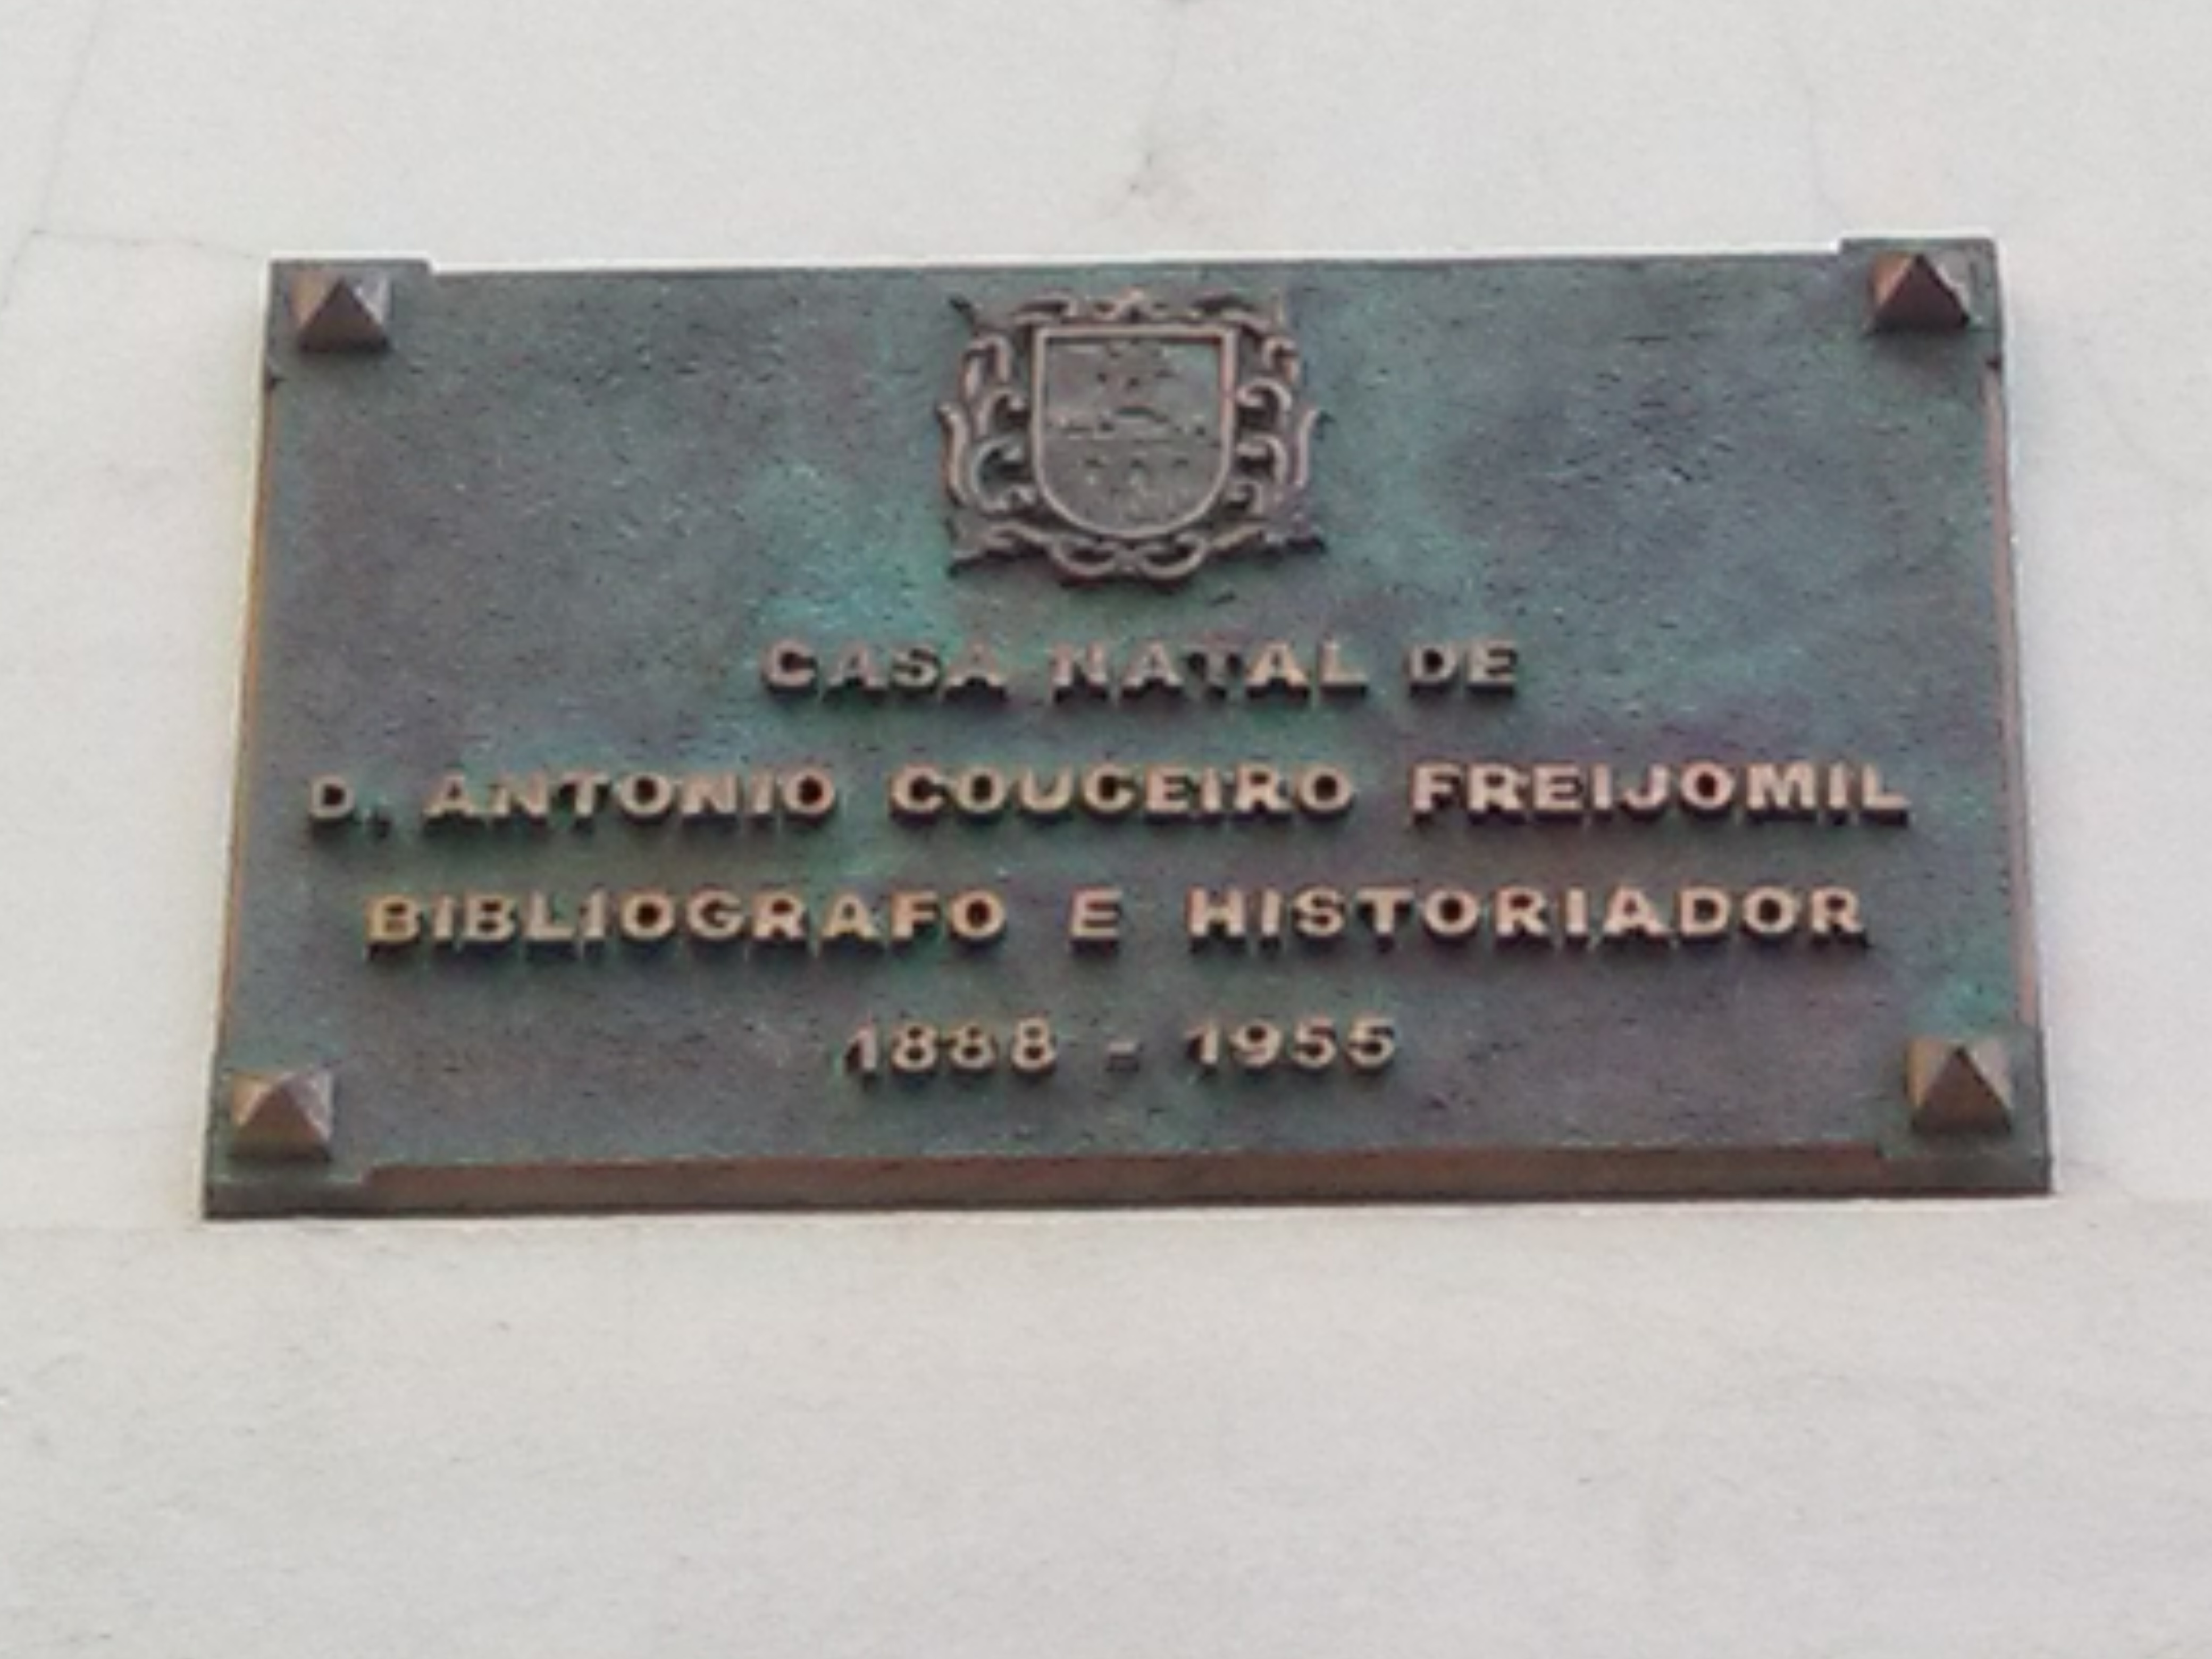 CASA NATAL DE
D. ANTONIO COUCEIRO FREIJOMIL
BIBLIOGRAFO E HISTORIADOR
1888 - 1955